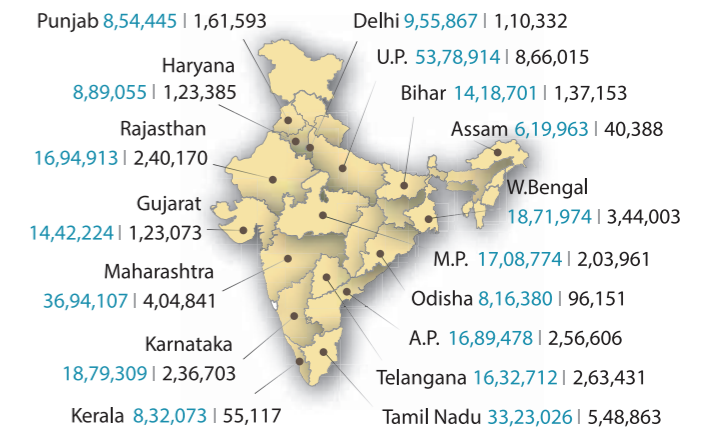 Punjab 8,54,445 | 1,61,593
Delhi 9,55,867 | 1,10,332
U.P. 53,78,914 | 8,66,015
Haryana
8,89,055 | 1,23,385
Bihar 14,18,701 | 1,37,153
Rajasthan
16,94,913 | 2,40,170
Assam 6,19,963 | 40,388
W.Bengal
18,71,974 | 3,44,003
Gujarat
14,42,224 | 1,23,073
M.P. 17,08,774 | 2,03,961
Maharashtra
36,94,107 | 4,04,841
Odisha 8,16,380 | 96,151
A.P. 16,89,478 | 2,56,606
Karnataka
18,79,309 | 2,36,703
Telangana 16,32,712 | 2,63,431
Kerala 8,32,073 | 55,117
Tamil Nadu 33,23,026 | 5,48,863